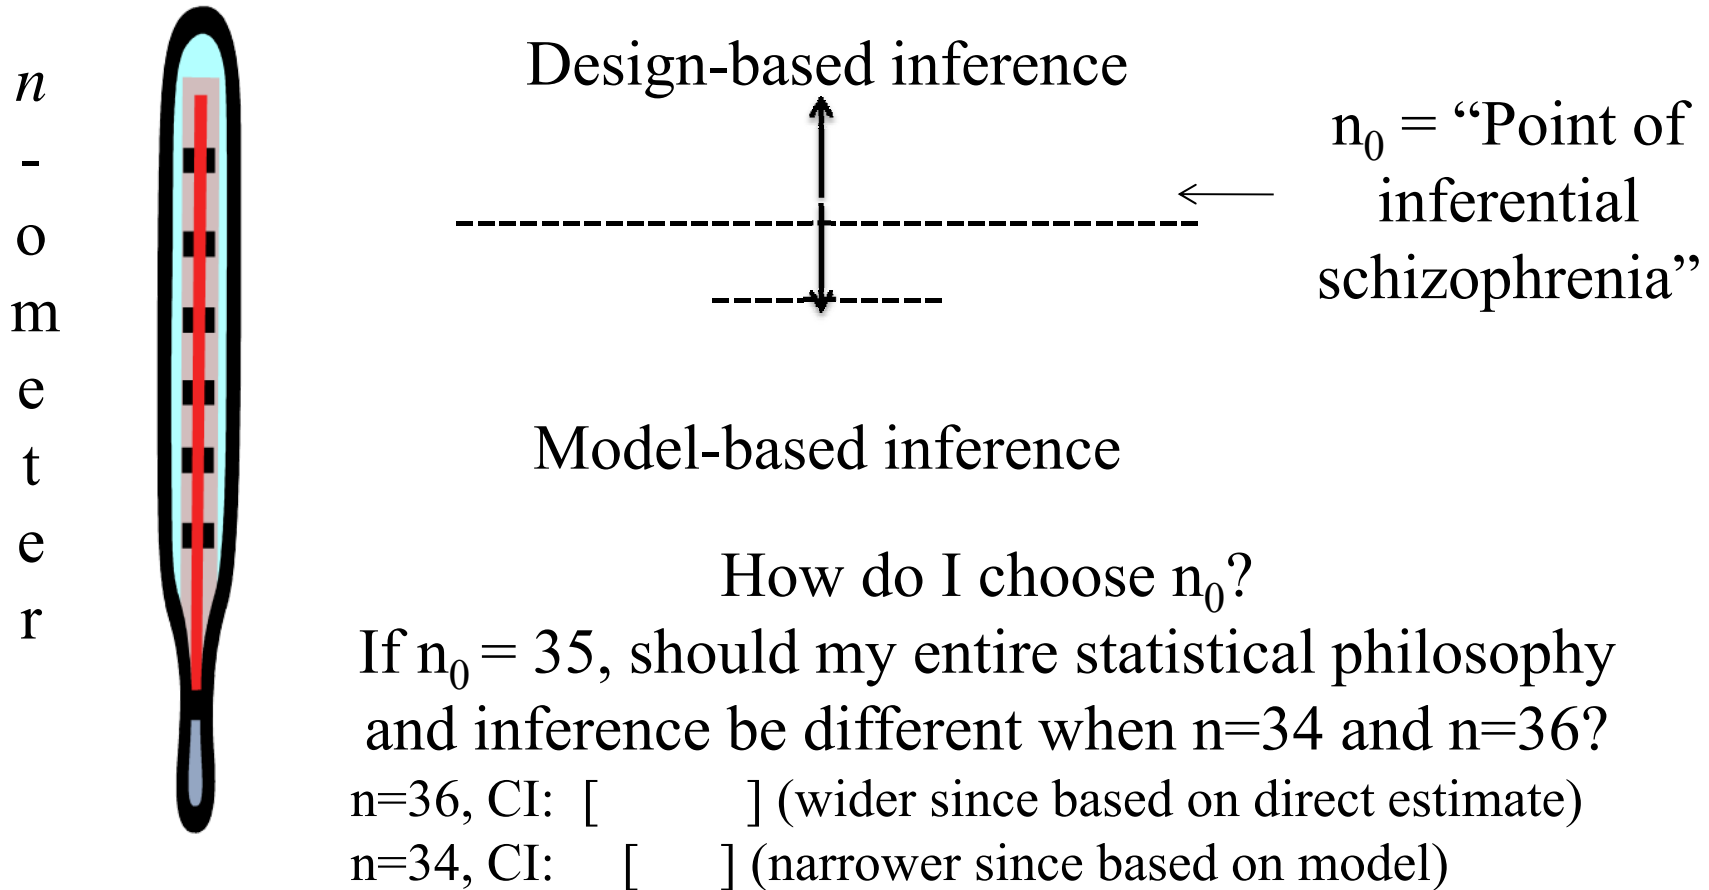 n-ometer
Design-based inference
n₀ = “Point of
inferential
schizophrenia”
Model-based inference
How do I choose n₀?
If n₀ = 35, should my entire statistical philosophy
and inference be different when n=34 and n=36?
n=36, CI: [ ] (wider since based on direct estimate)
n=34, CI: [ ] (narrower since based on model)